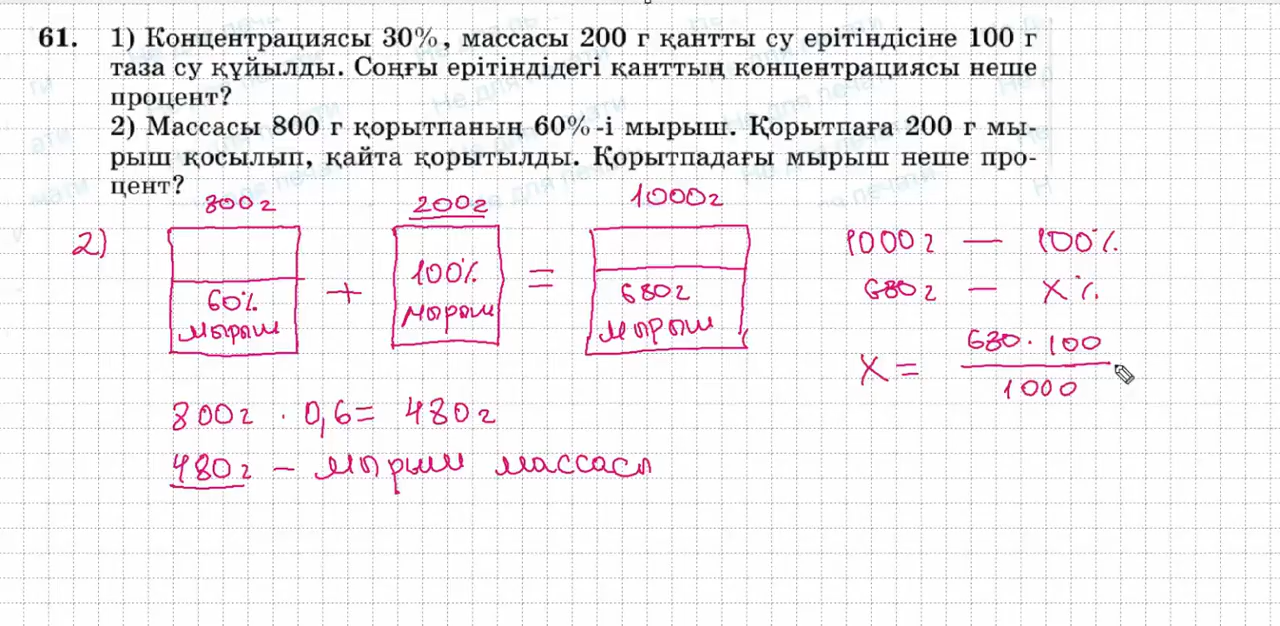 61. 1) Концентрациясы 30%, массасы 200 г қантты су ерітіндісіне 100 г
таза су құйылды. Соңғы ерітіндідегі қанттың концентрациясы неше
процент?
2) Массасы 800 г қорытпаның 60%-і мырыш. Қорытпаға 200 г мы-
рыш қосылып, қайта қорытылды. Қорытпадағы мырыш неше про-
цент?
2)
800г
60%
мырыш
+
200г
100%
мырыш
=
1000г
680г
мырыш
800г · 0,6 = 480г
480г – мырыш массасы
1000г — 100%
680г — х%
х = 680 · 100
1000